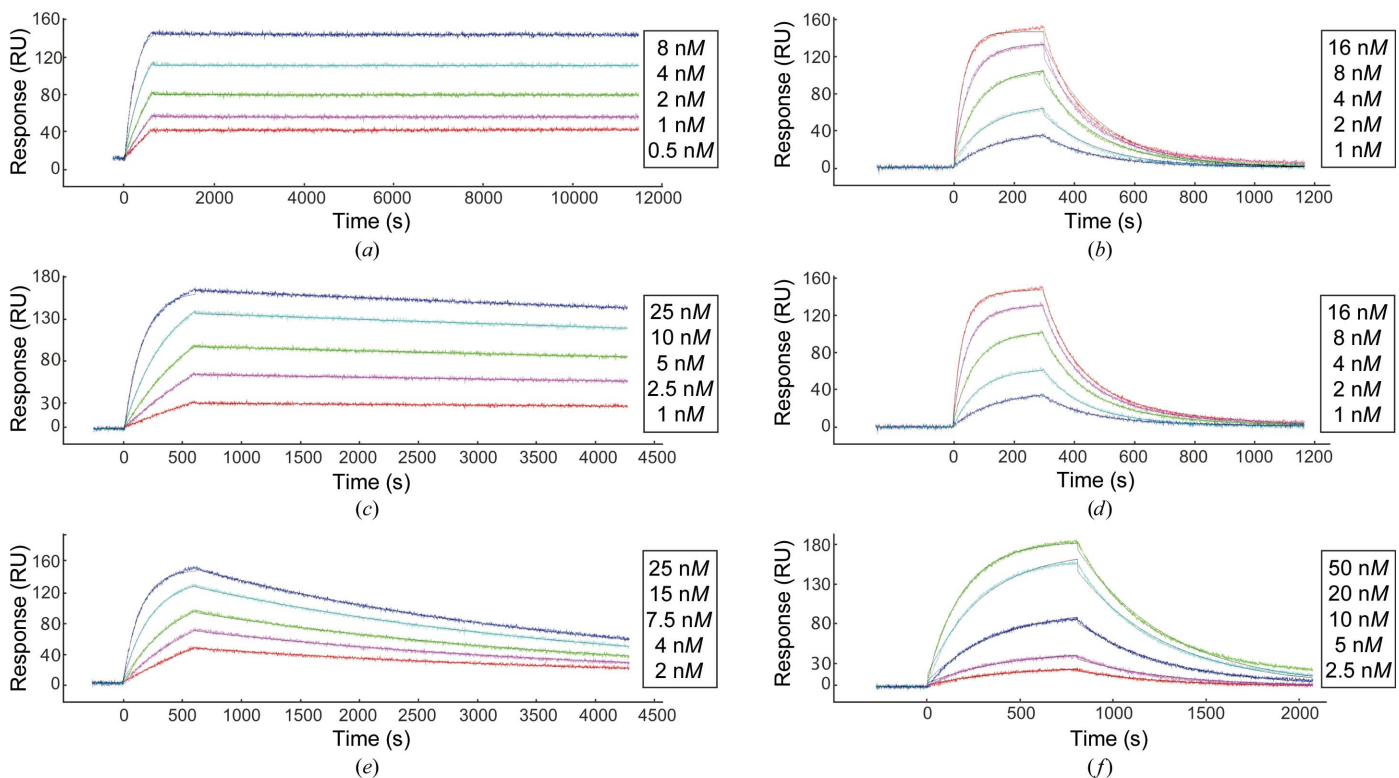 160
120
80
40
0
Response (RU)
0 2000 4000 6000 8000 10000 12000
Time (s)
(a)
8 nM
4 nM
2 nM
1 nM
0.5 nM
160
120
80
40
0
Response (RU)
0 200 400 600 800 1000 1200
Time (s)
(b)
16 nM
8 nM
4 nM
2 nM
1 nM
180
130
80
30
0
Response (RU)
0 500 1000 1500 2000 2500 3000 3500 4000 4500
Time (s)
(c)
25 nM
10 nM
5 nM
2.5 nM
1 nM
160
120
80
40
0
Response (RU)
0 200 400 600 800 1000 1200
Time (s)
(d)
16 nM
8 nM
4 nM
2 nM
1 nM
160
120
80
40
0
Response (RU)
0 500 1000 1500 2000 2500 3000 3500 4000 4500
Time (s)
(e)
25 nM
15 nM
7.5 nM
4 nM
2 nM
180
130
80
30
0
Response (RU)
0 500 1000 1500 2000
Time (s)
(f)
50 nM
20 nM
10 nM
5 nM
2.5 nM